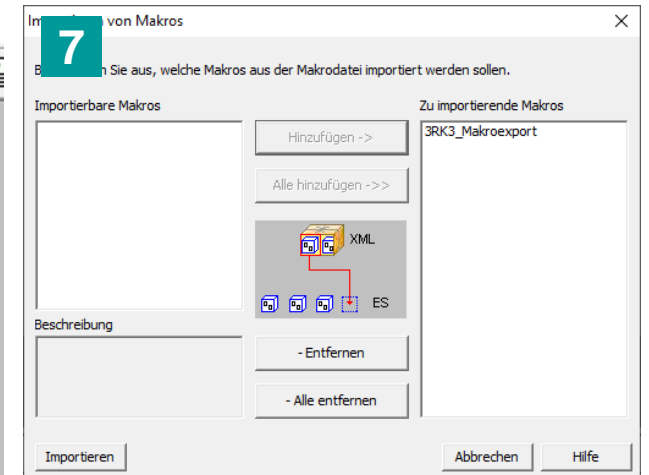 von Makros
7
Sie aus, welche Makros aus der Makrodatei importiert werden sollen.
Importierbare Makros
Zu importierende Makros
Hinzufügen ->
3RK3_Makroexport
Alle hinzufügen ->>
XML
ES
Beschreibung
- Entfernen
- Alle entfernen
Importieren
Abbrechen
Hilfe